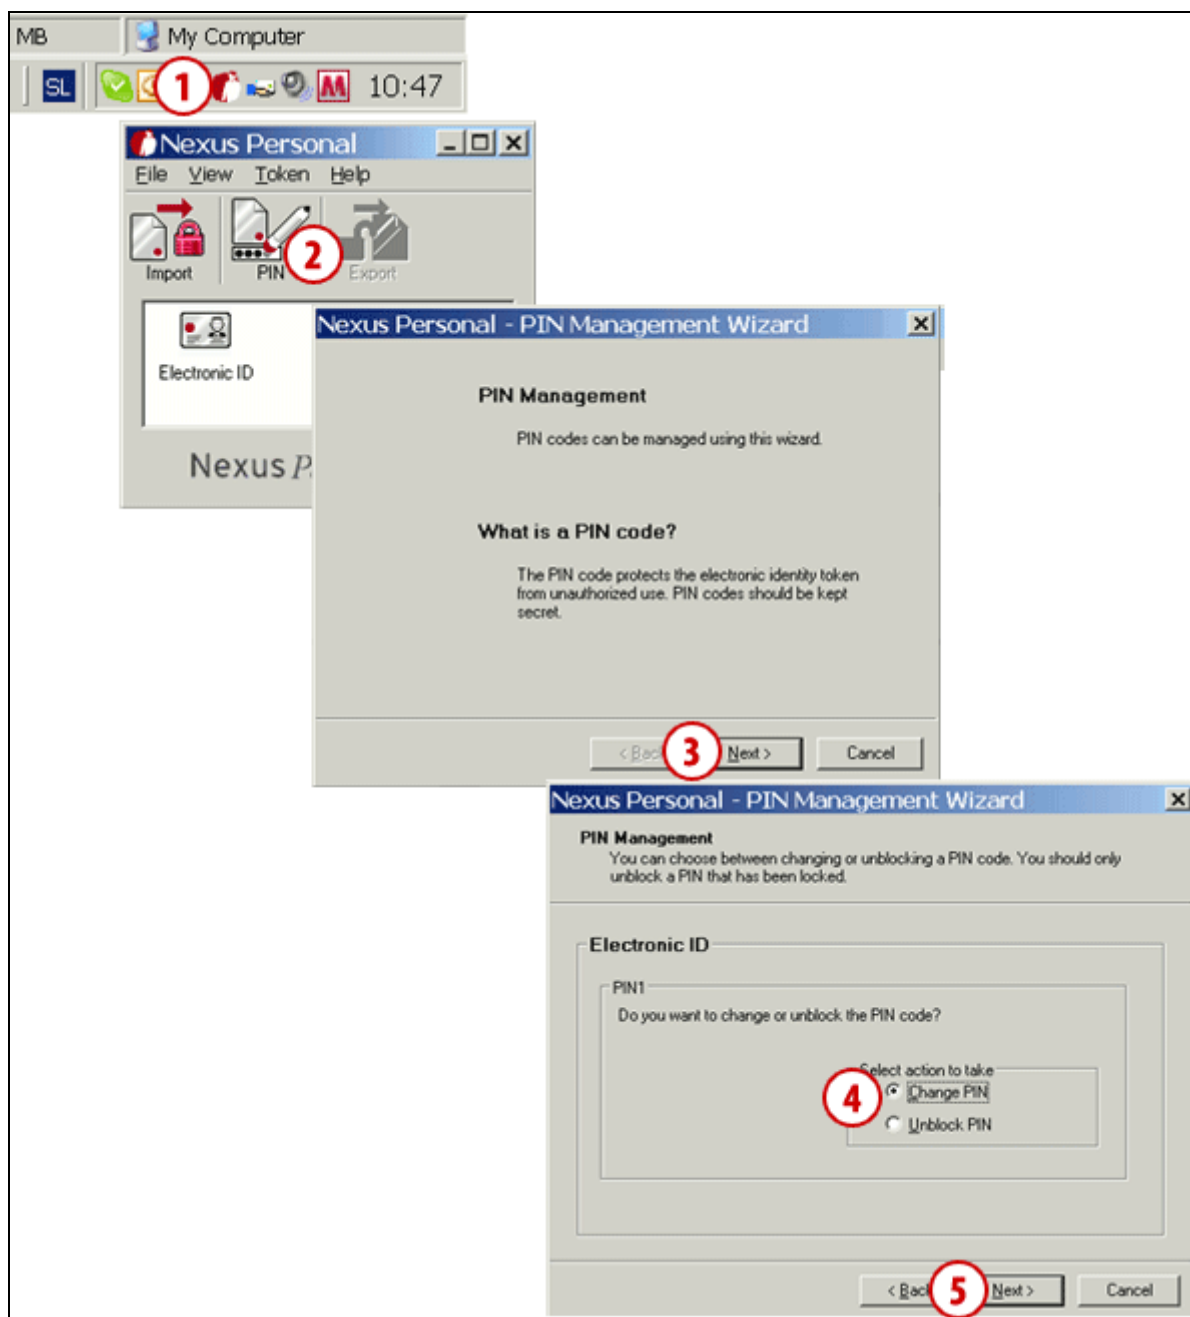 MB
My Computer
SL
1
M
10:47
Nexus Personal
File View Token Help
2
Import
PIN
Export
Electronic ID
Nexus P
Nexus Personal - PIN Management Wizard
PIN Management
PIN codes can be managed using this wizard.
What is a PIN code?
The PIN code protects the electronic identity token
from unauthorized use. PIN codes should be kept
secret.
< Bac
3
Next >
Cancel
Nexus Personal - PIN Management Wizard
PIN Management
You can choose between changing or unblocking a PIN code. You should only
unblock a PIN that has been locked.
Electronic ID
PIN1
Do you want to change or unblock the PIN code?
Select action to take
4
Change PIN
Unblock PIN
< Bac
5
Next >
Cancel